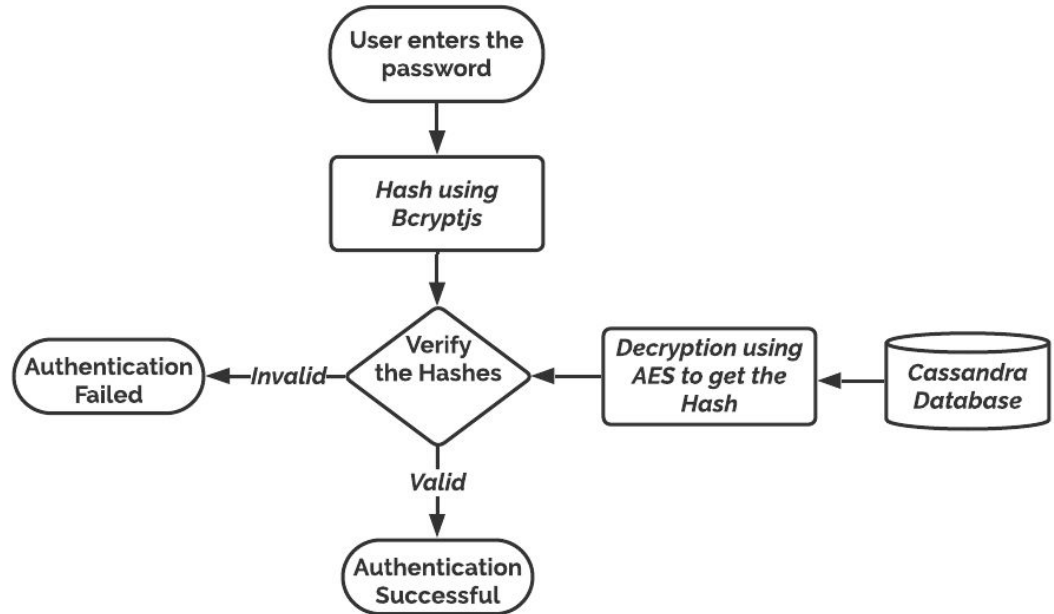 User enters the
password
Hash using
Bcryptjs
Verify
the Hashes
Decryption using
AES to get the
Hash
Cassandra
Database
Invalid
Authentication
Failed
Valid
Authentication
Successful